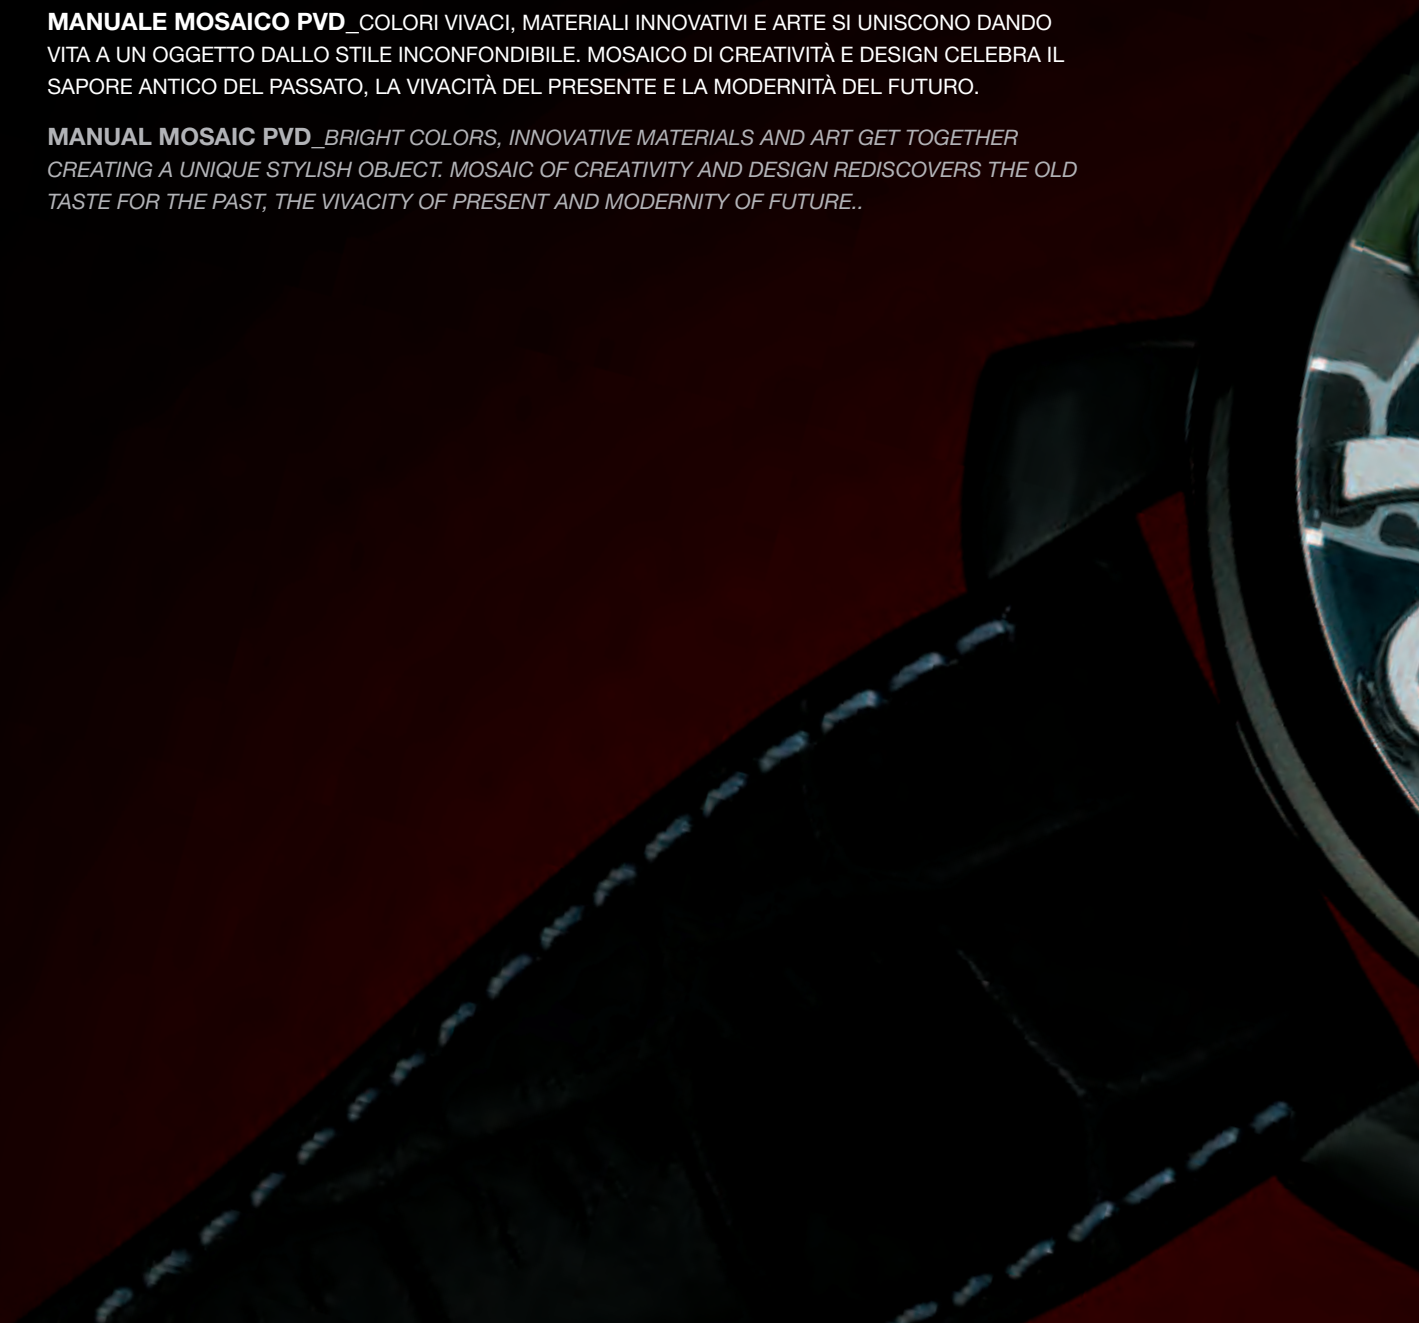 MANUALE MOSAICO PVD_COLORI VIVACI, MATERIALI INNOVATIVI E ARTE SI UNISCONO DANDO
VITA A UN OGGETTO DALLO STILE INCONFONDIBILE. MOSAICO DI CREATIVITÀ E DESIGN CELEBRA IL
SAPORE ANTICO DEL PASSATO, LA VIVACITÀ DEL PRESENTE E LA MODERNITÀ DEL FUTURO.
MANUAL MOSAIC PVD_BRIGHT COLORS, INNOVATIVE MATERIALS AND ART GET TOGETHER
CREATING A UNIQUE STYLISH OBJECT. MOSAIC OF CREATIVITY AND DESIGN REDISCOVERS THE OLD
TASTE FOR THE PAST, THE VIVACITY OF PRESENT AND MODERNITY OF FUTURE..